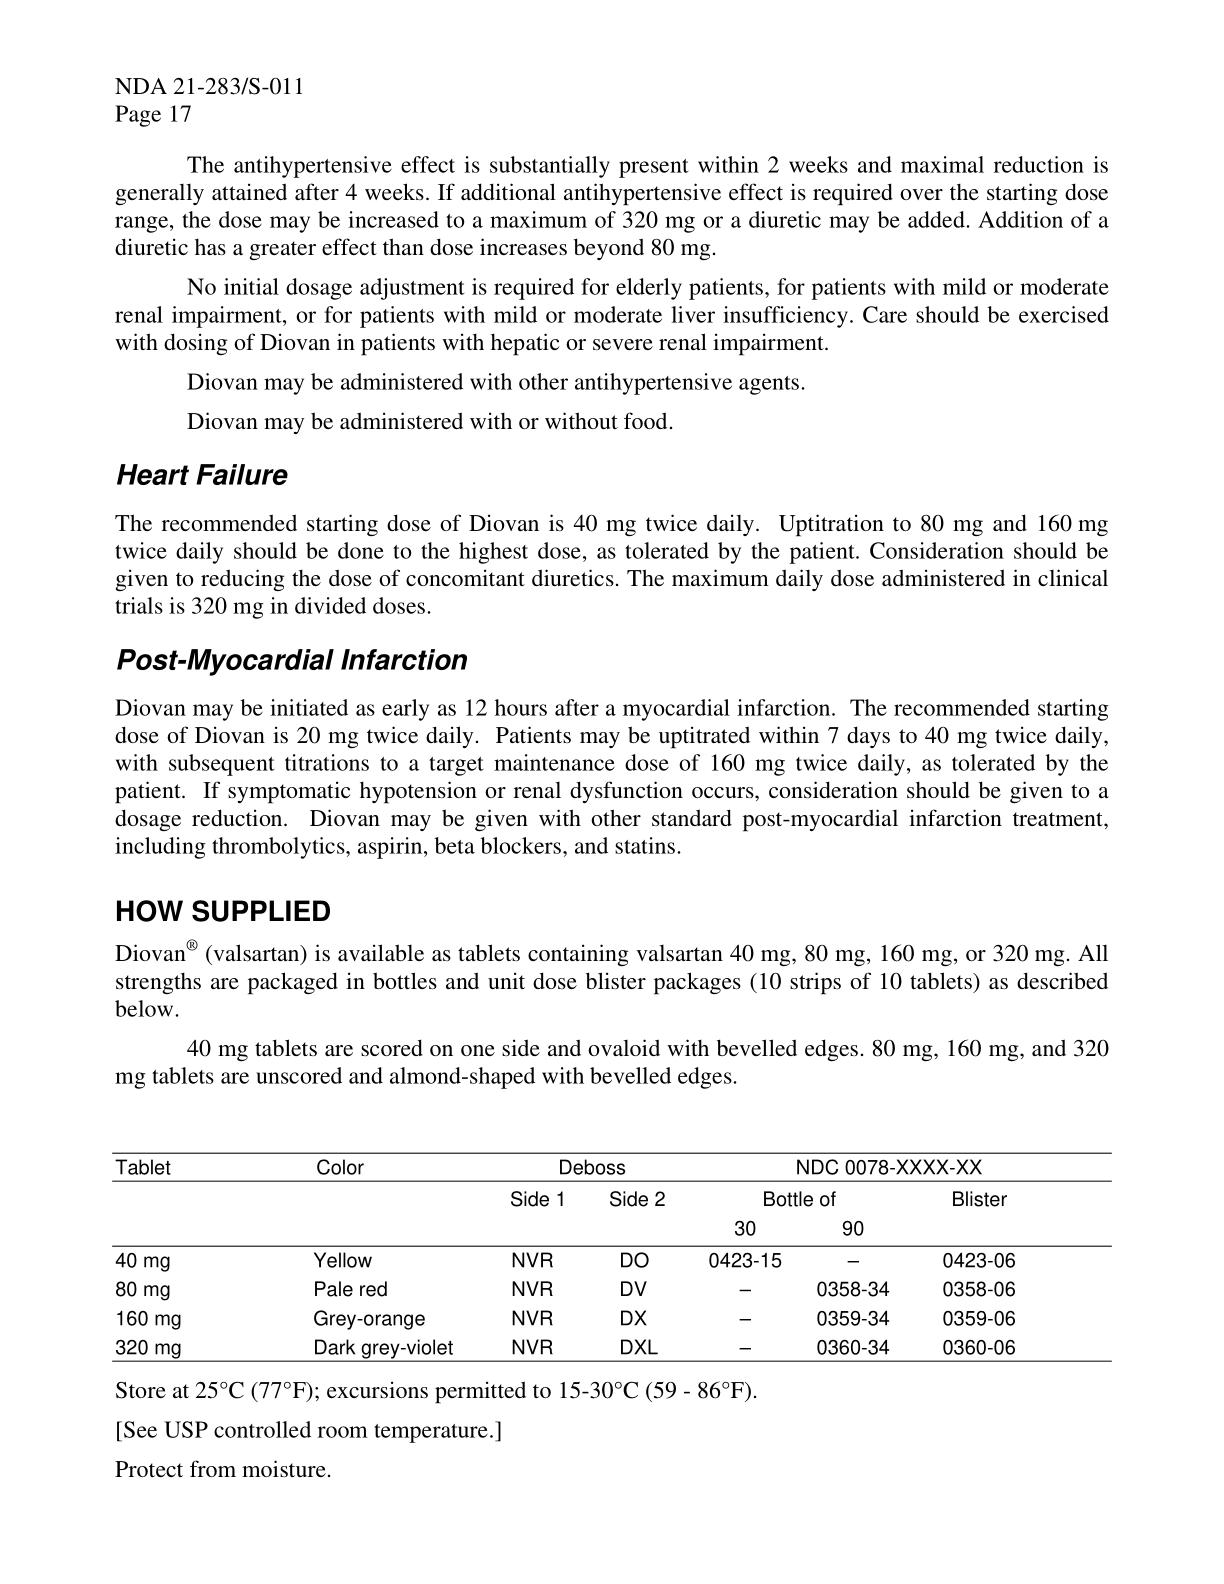 NDA 21-283/S-011
Page 17
The antihypertensive effect is substantially present within 2 weeks and maximal reduction is
generally attained after 4 weeks. If additional antihypertensive effect is required over the starting dose
range, the dose may be increased to a maximum of 320 mg or a diuretic may be added. Addition of a
diuretic has a greater effect than dose increases beyond 80 mg.
No initial dosage adjustment is required for elderly patients, for patients with mild or moderate
renal impairment, or for patients with mild or moderate liver insufficiency. Care should be exercised
with dosing of Diovan in patients with hepatic or severe renal impairment.
Diovan may be administered with other antihypertensive agents.
Diovan may be administered with or without food.
Heart Failure
The recommended starting dose of Diovan is 40 mg twice daily.  Uptitration to 80 mg and 160 mg
twice daily should be done to the highest dose, as tolerated by the patient. Consideration should be
given to reducing the dose of concomitant diuretics. The maximum daily dose administered in clinical
trials is 320 mg in divided doses.
Post-Myocardial Infarction
Diovan may be initiated as early as 12 hours after a myocardial infarction.  The recommended starting
dose of Diovan is 20 mg twice daily.  Patients may be uptitrated within 7 days to 40 mg twice daily,
with subsequent titrations to a target maintenance dose of 160 mg twice daily, as tolerated by the
patient.  If symptomatic hypotension or renal dysfunction occurs, consideration should be given to a
dosage reduction.  Diovan may be given with other standard post-myocardial infarction treatment,
including thrombolytics, aspirin, beta blockers, and statins.
HOW SUPPLIED
Diovan® (valsartan) is available as tablets containing valsartan 40 mg, 80 mg, 160 mg, or 320 mg. All
strengths are packaged in bottles and unit dose blister packages (10 strips of 10 tablets) as described
below.
40 mg tablets are scored on one side and ovaloid with bevelled edges. 80 mg, 160 mg, and 320
mg tablets are unscored and almond-shaped with bevelled edges.
Tablet Color Deboss NDC 0078-XXXX-XX
Side 1 Side 2 Bottle of Blister
30 90
40 mg Yellow NVR DO 0423-15 – 0423-06
80 mg Pale red NVR DV – 0358-34 0358-06
160 mg Grey-orange NVR DX – 0359-34 0359-06
320 mg Dark grey-violet NVR DXL – 0360-34 0360-06
Store at 25°C (77°F); excursions permitted to 15-30°C (59 - 86°F).
[See USP controlled room temperature.]
Protect from moisture.